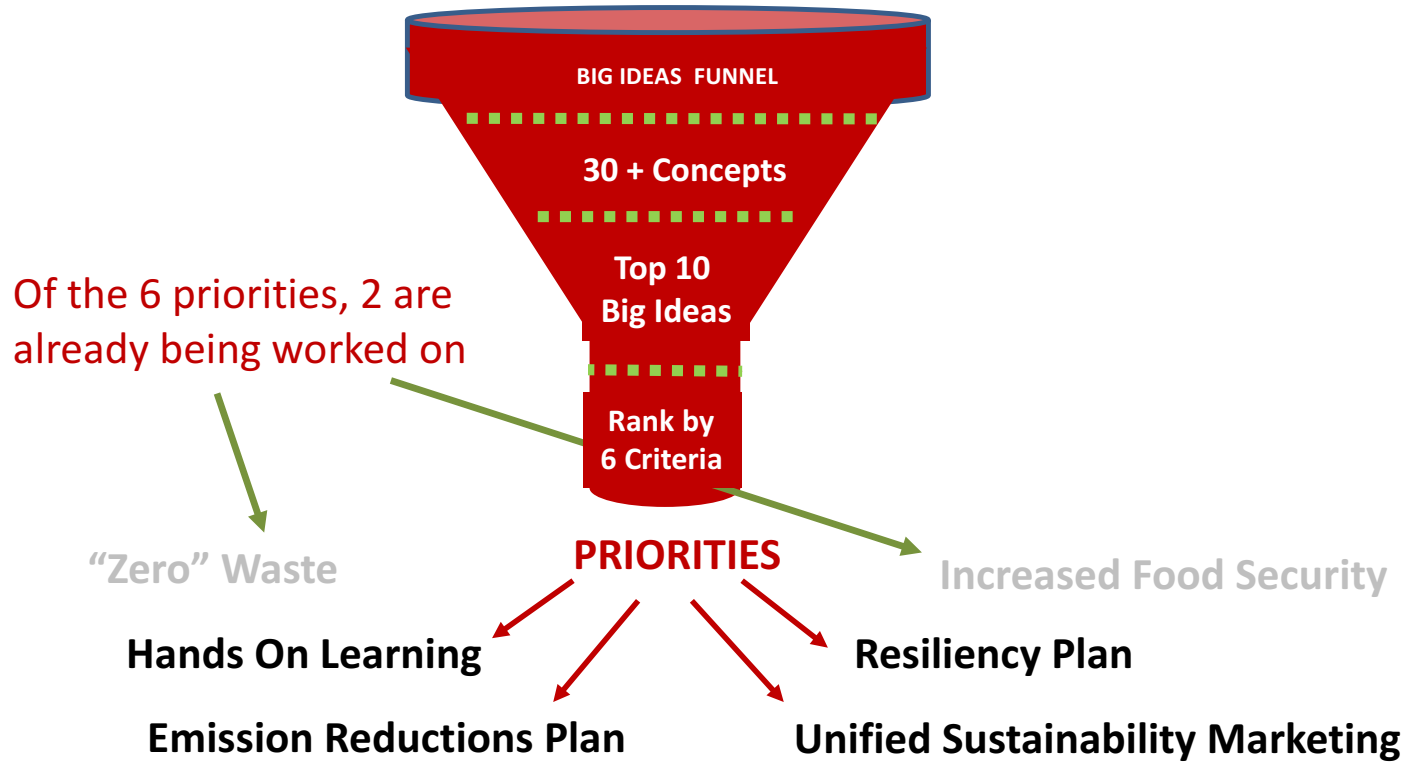 BIG IDEAS FUNNEL
30 + Concepts
Top 10
Big Ideas
Of the 6 priorities, 2 are
already being worked on
Rank by
6 Criteria
PRIORITIES
“Zero” Waste
Increased Food Security
Hands On Learning
Resiliency Plan
Emission Reductions Plan
Unified Sustainability Marketing